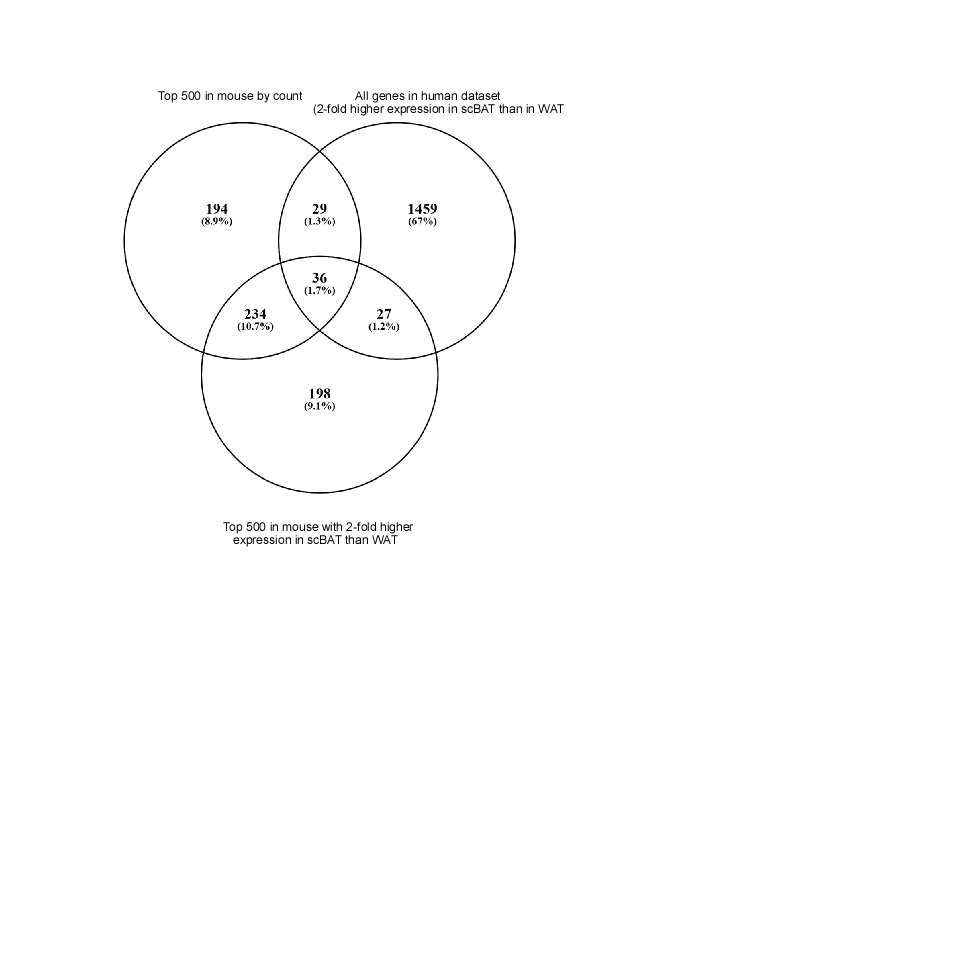 Top 500 in mouse by count
All genes in human dataset
(2-fold higher expression in scBAT than in WAT
194
(8.9%)
29
(1.3%)
1459
(67%)
36
(1.7%)
234
(10.7%)
27
(1.2%)
198
(9.1%)
Top 500 in mouse with 2-fold higher
expression in scBAT than WAT